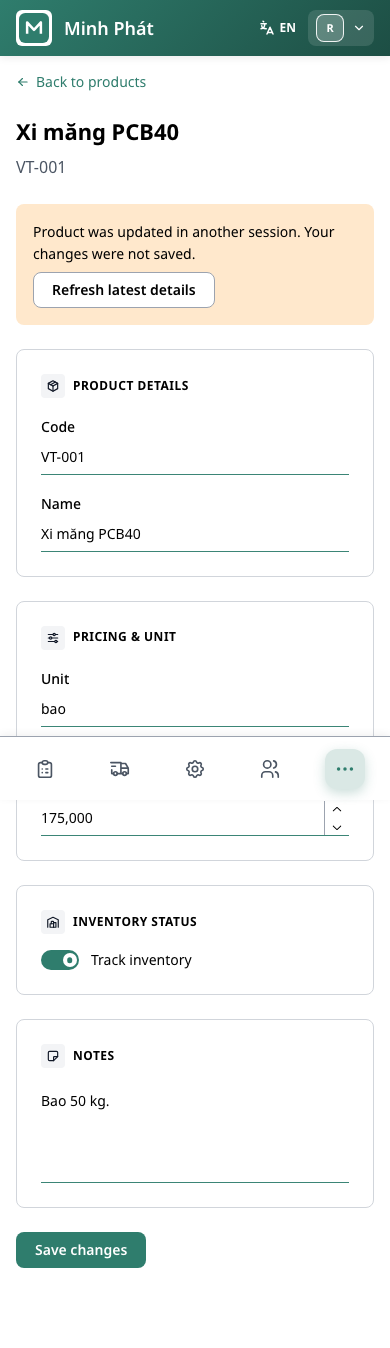 Minh Phát
EN
R
Back to products
Xi măng PCB40
VT-001
Product was updated in another session. Your
changes were not saved.
Refresh latest details
PRODUCT DETAILS
Code
VT-001
Name
Xi măng PCB40
PRICING & UNIT
Unit
bao
175,000
INVENTORY STATUS
Track inventory
NOTES
Bao 50 kg.
Save changes